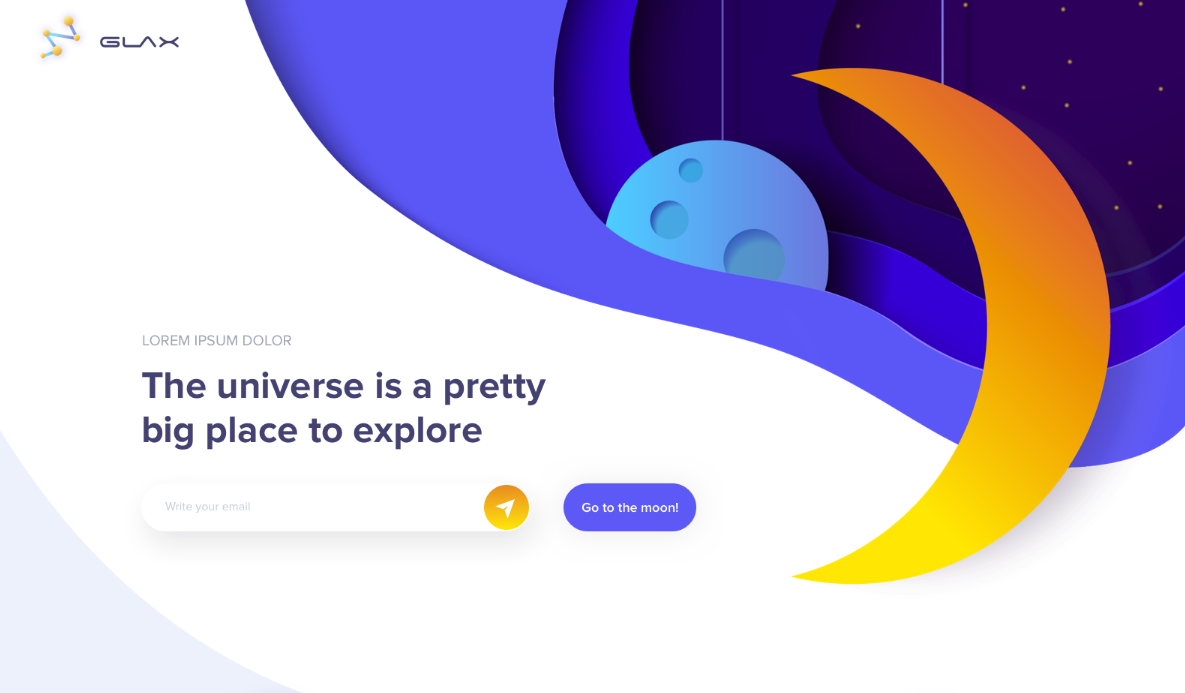 GLAX
LOREM IPSUM DOLOR
The universe is a pretty
big place to explore
Write your email
Go to the moon!